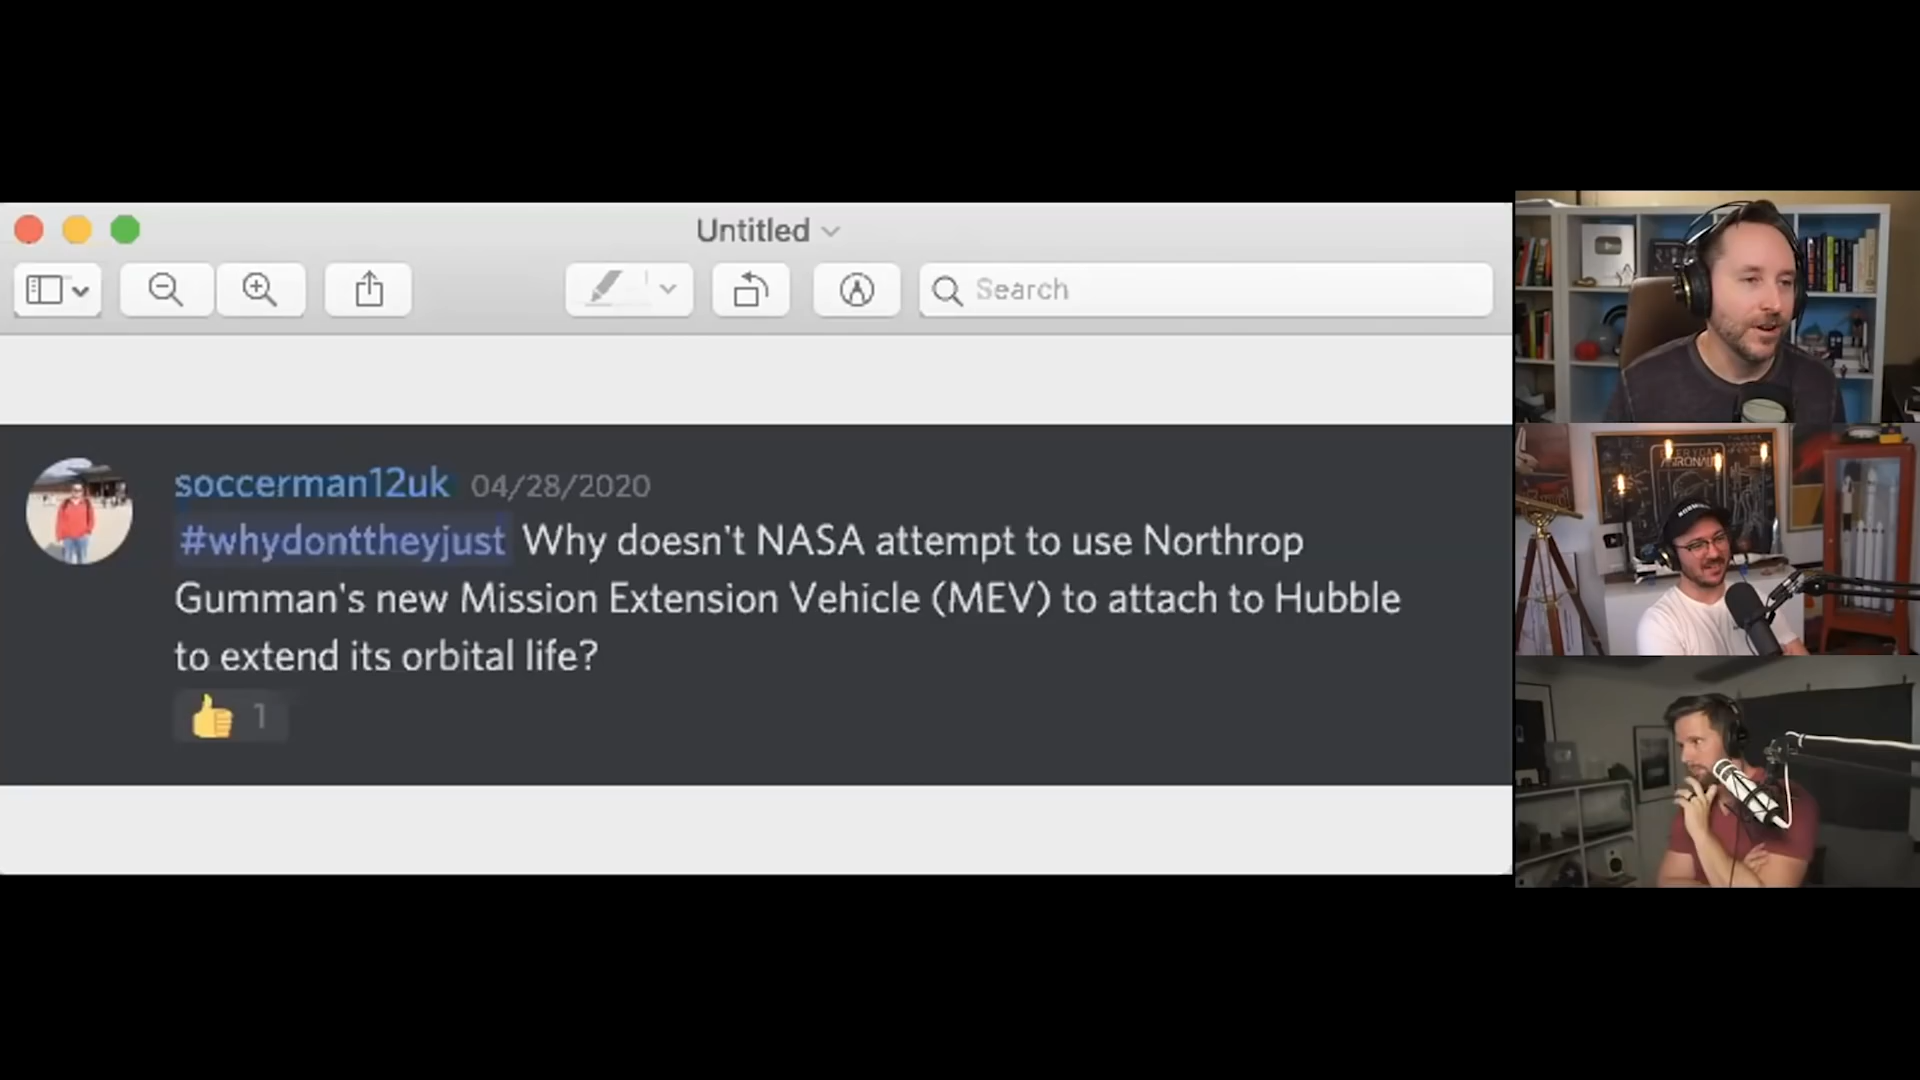 Untitled
Search
soccerman12uk 04/28/2020
#whydonttheyjust Why doesn't NASA attempt to use Northrop
Gumman's new Mission Extension Vehicle (MEV) to attach to Hubble
to extend its orbital life?
👍 1